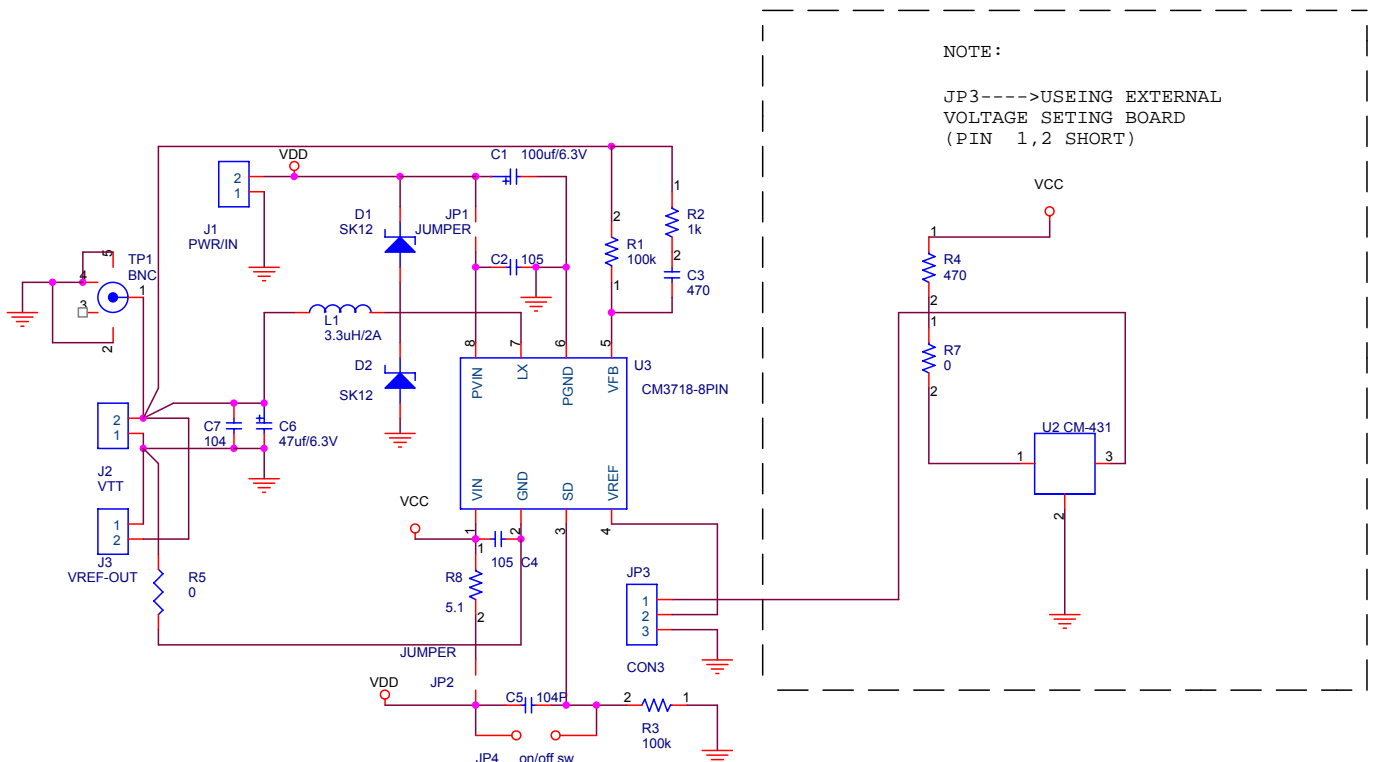 NOTE:
JP3---->USEING EXTERNAL
VOLTAGE SETING BOARD
(PIN 1,2 SHORT)
VCC
1
R4
470
2
1
R7
0
2
U2 CM-431
1
3
2
VDD
C1 100uf/6.3V
2
1
J1
PWR/IN
D1
SK12
JP1
JUMPER
C2 105
2
R1
100k
1
1
R2
1k
2
C3
470
TP1
BNC
5
4
3
1
2
L1
3.3uH/2A
D2
SK12
8
7
6
5
U3
CM3718-8PIN
PVIN
LX
PGND
VFB
VIN
GND
SD
VREF
1
2
3
4
2
1
J2
VTT
C7
104
C6
47uf/6.3V
1
2
J3
VREF-OUT
R5
0
VCC
105 C4
1
R8
5.1
2
JUMPER
JP2
VDD
C5 104P
JP4 on/off sw
2
1
R3
100k
JP3
1
2
3
CON3